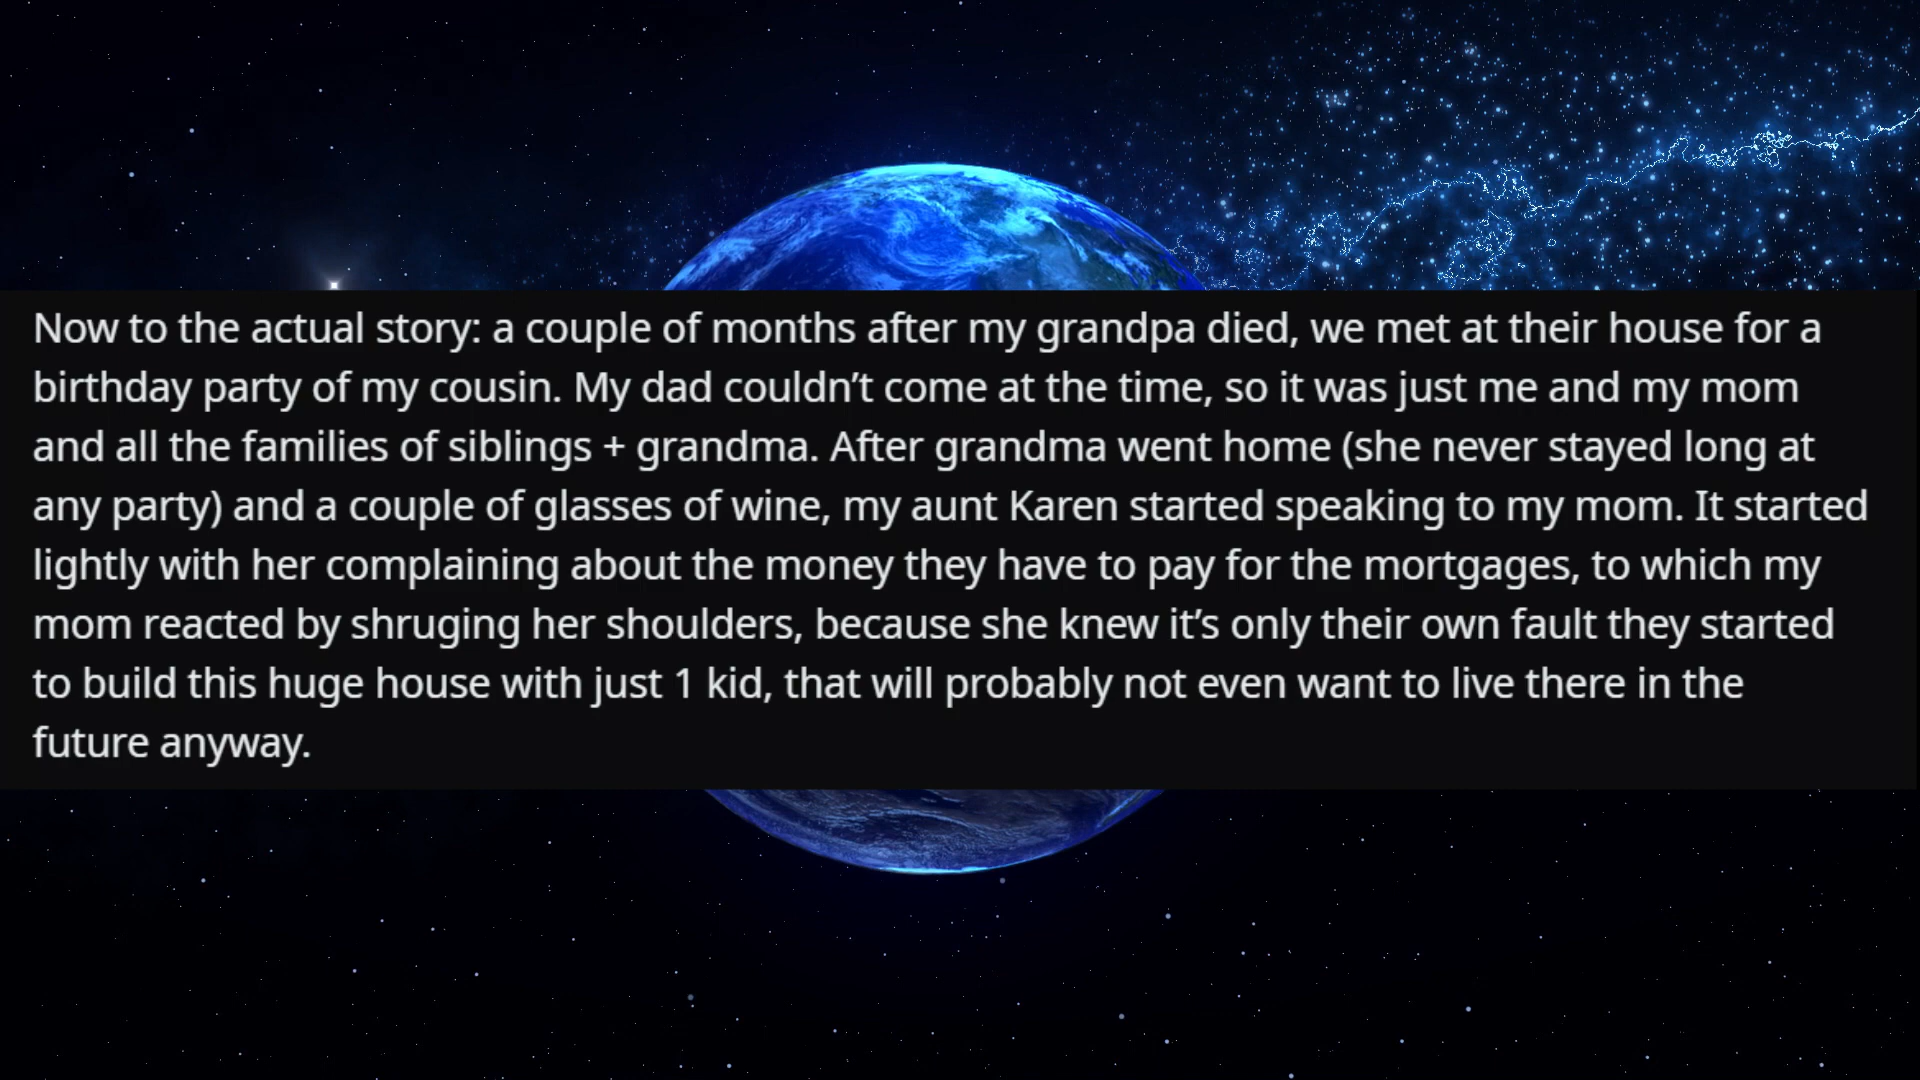 Now to the actual story: a couple of months after my grandpa died, we met at their house for a
birthday party of my cousin. My dad couldn’t come at the time, so it was just me and my mom
and all the families of siblings + grandma. After grandma went home (she never stayed long at
any party) and a couple of glasses of wine, my aunt Karen started speaking to my mom. It started
lightly with her complaining about the money they have to pay for the mortgages, to which my
mom reacted by shruging her shoulders, because she knew it’s only their own fault they started
to build this huge house with just 1 kid, that will probably not even want to live there in the
future anyway.